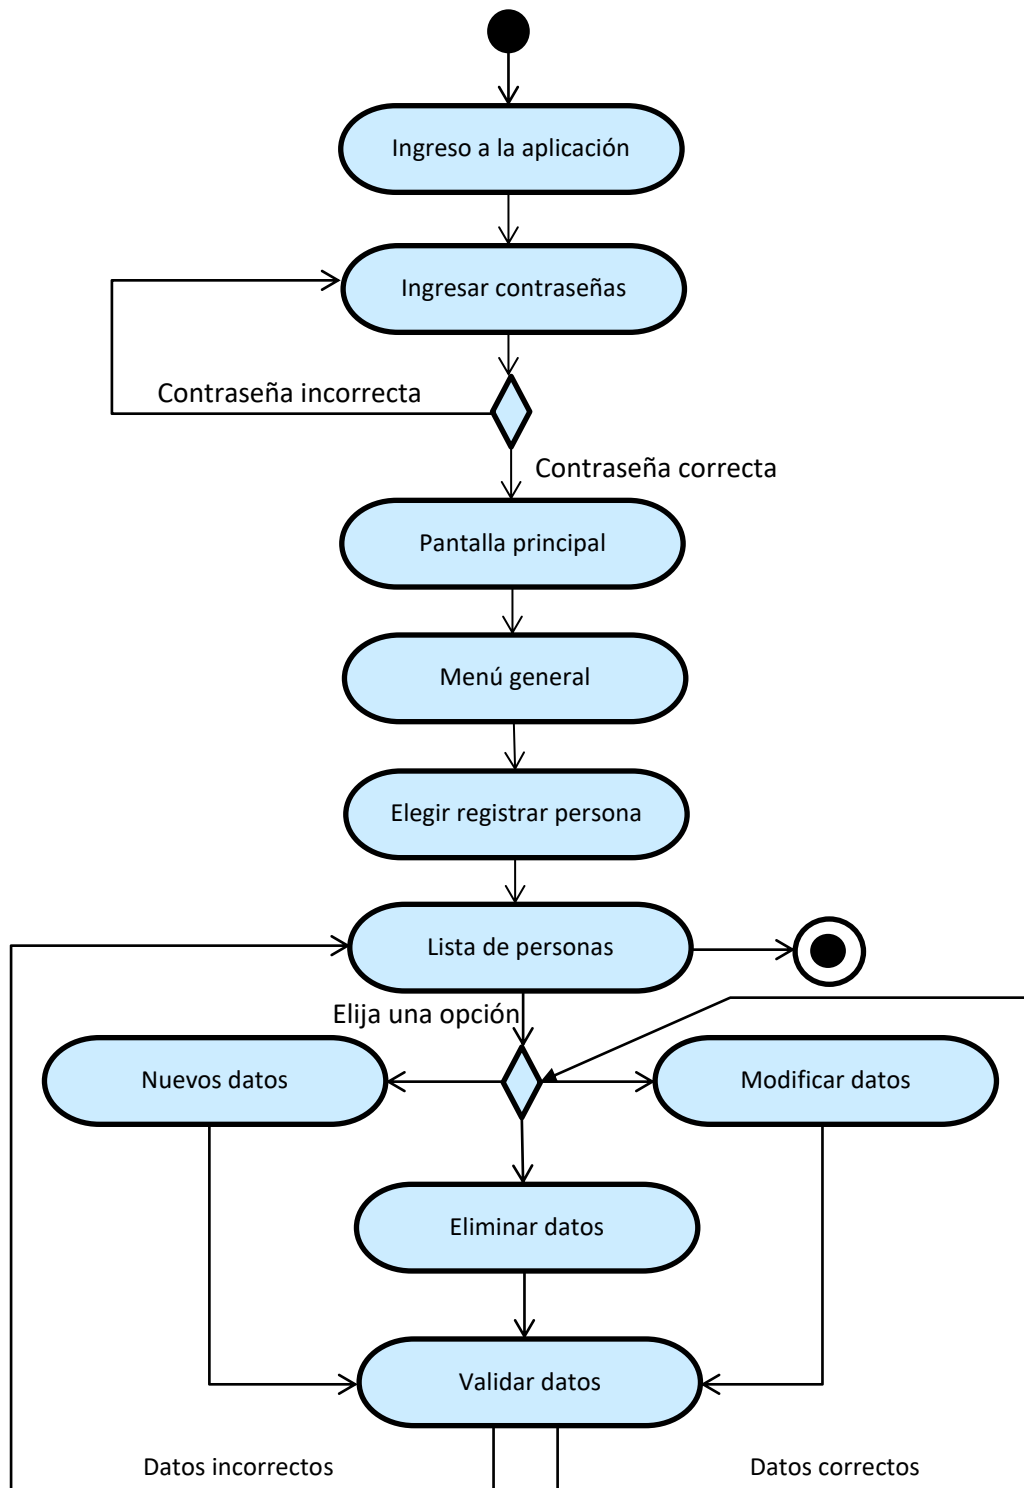 Ingreso a la aplicación
Ingresar contraseñas
Contraseña incorrecta
Contraseña correcta
Pantalla principal
Menú general
Elegir registrar persona
Lista de personas
Elija una opción
Nuevos datos
Modificar datos
Eliminar datos
Validar datos
Datos incorrectos
Datos correctos